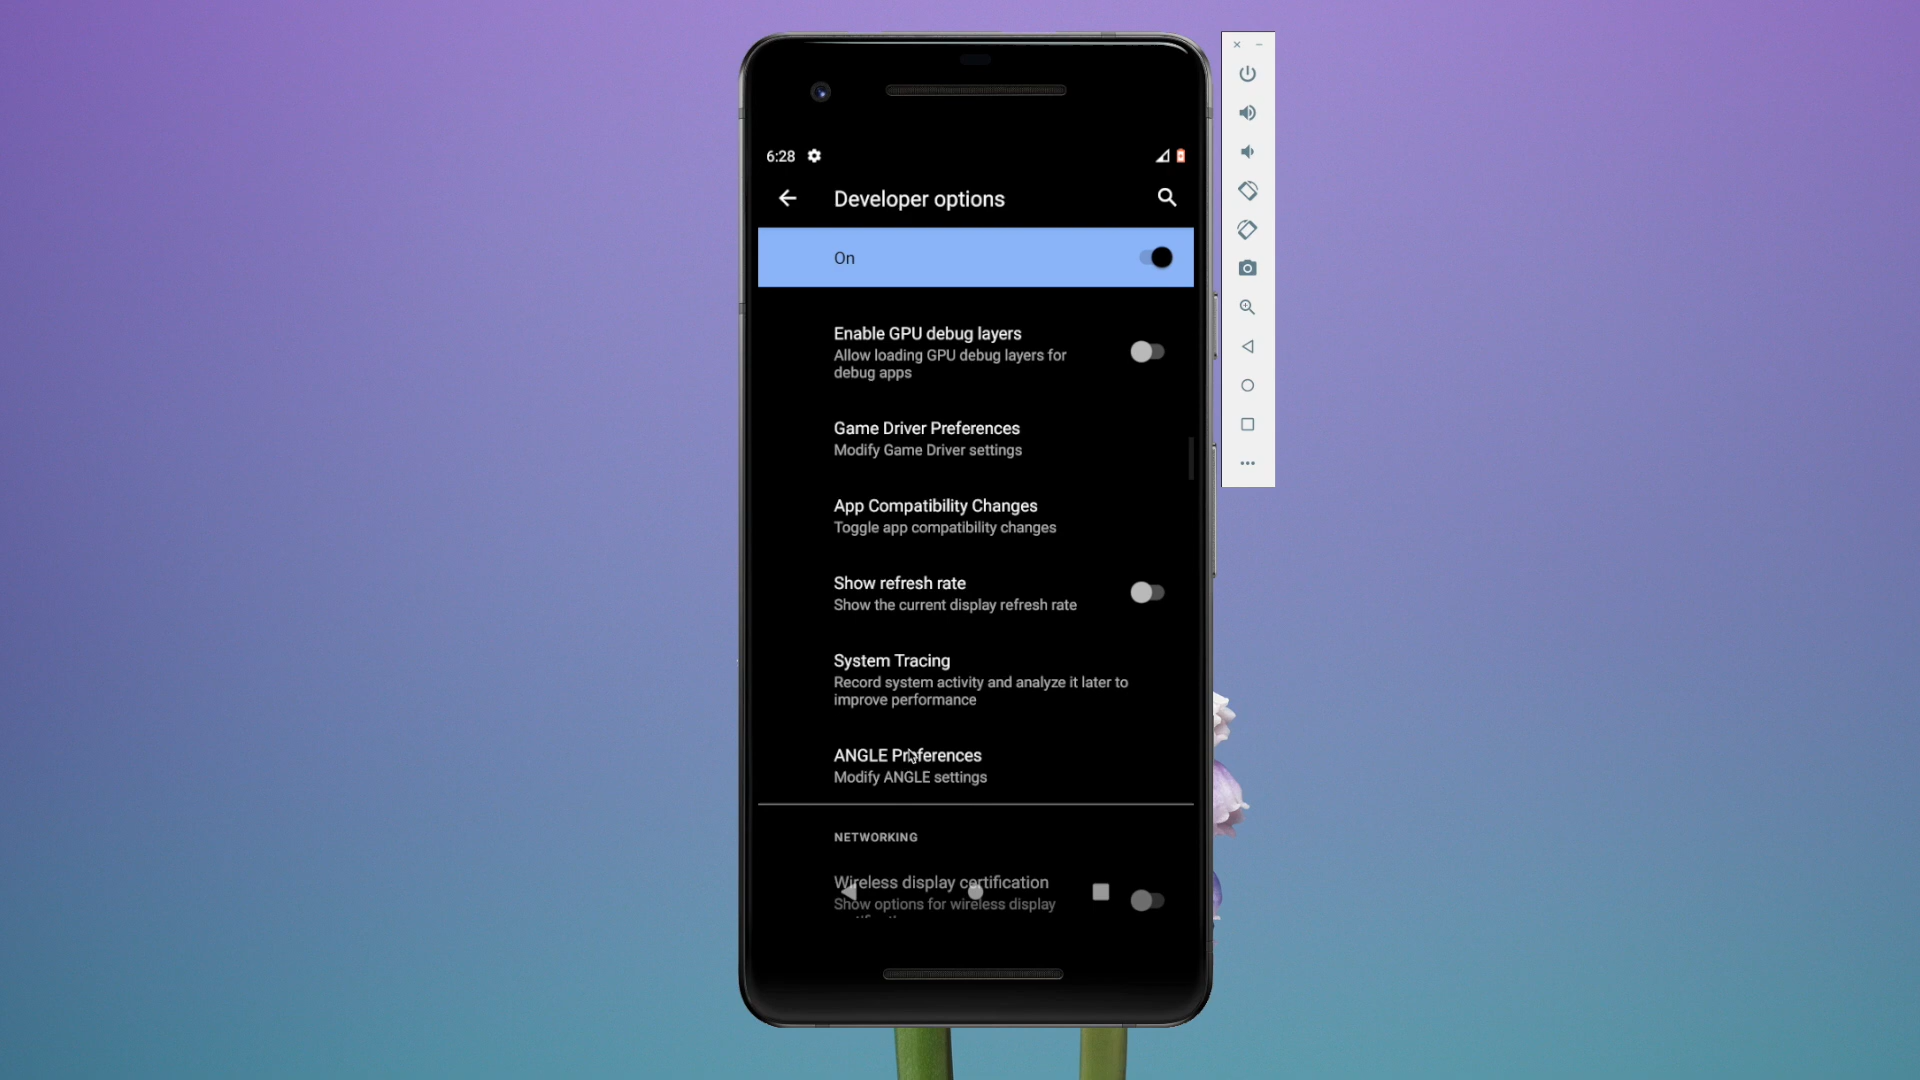 6:28
Developer options
On
Enable GPU debug layers
Allow loading GPU debug layers for
debug apps
Game Driver Preferences
Modify Game Driver settings
App Compatibility Changes
Toggle app compatibility changes
Show refresh rate
Show the current display refresh rate
System Tracing
Record system activity and analyze it later to
improve performance
ANGLE Preferences
Modify ANGLE settings
NETWORKING
Wireless display certification
Show options for wireless display